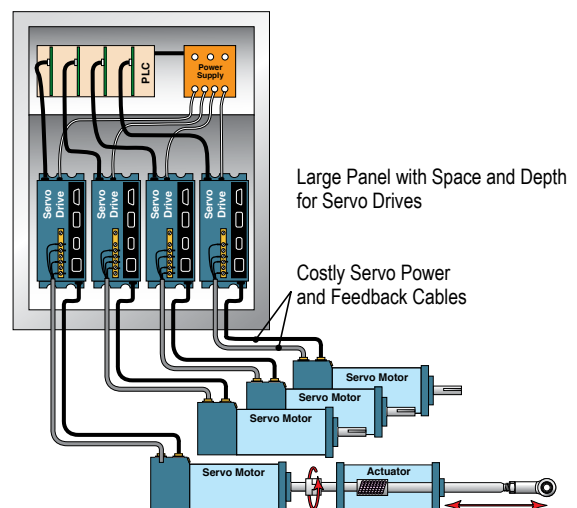 PLC
Power
Supply
Servo
Drive
Servo
Drive
Servo
Drive
Servo
Drive
Large Panel with Space and Depth
for Servo Drives
Costly Servo Power
and Feedback Cables
Servo Motor
Servo Motor
Servo Motor
Servo Motor
Actuator